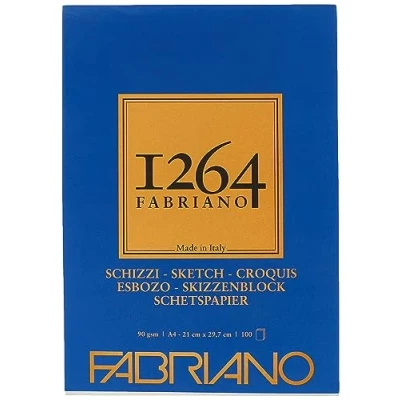 1264
FABRIANO
Made in Italy
SCHIZZI - SKETCH - CROQUIS
ESBOZO - SKIZZENBLOCK
SCHETSPAPIER
90 gsm | A4 - 21 cm x 29,7 cm | 100
FABRIANO